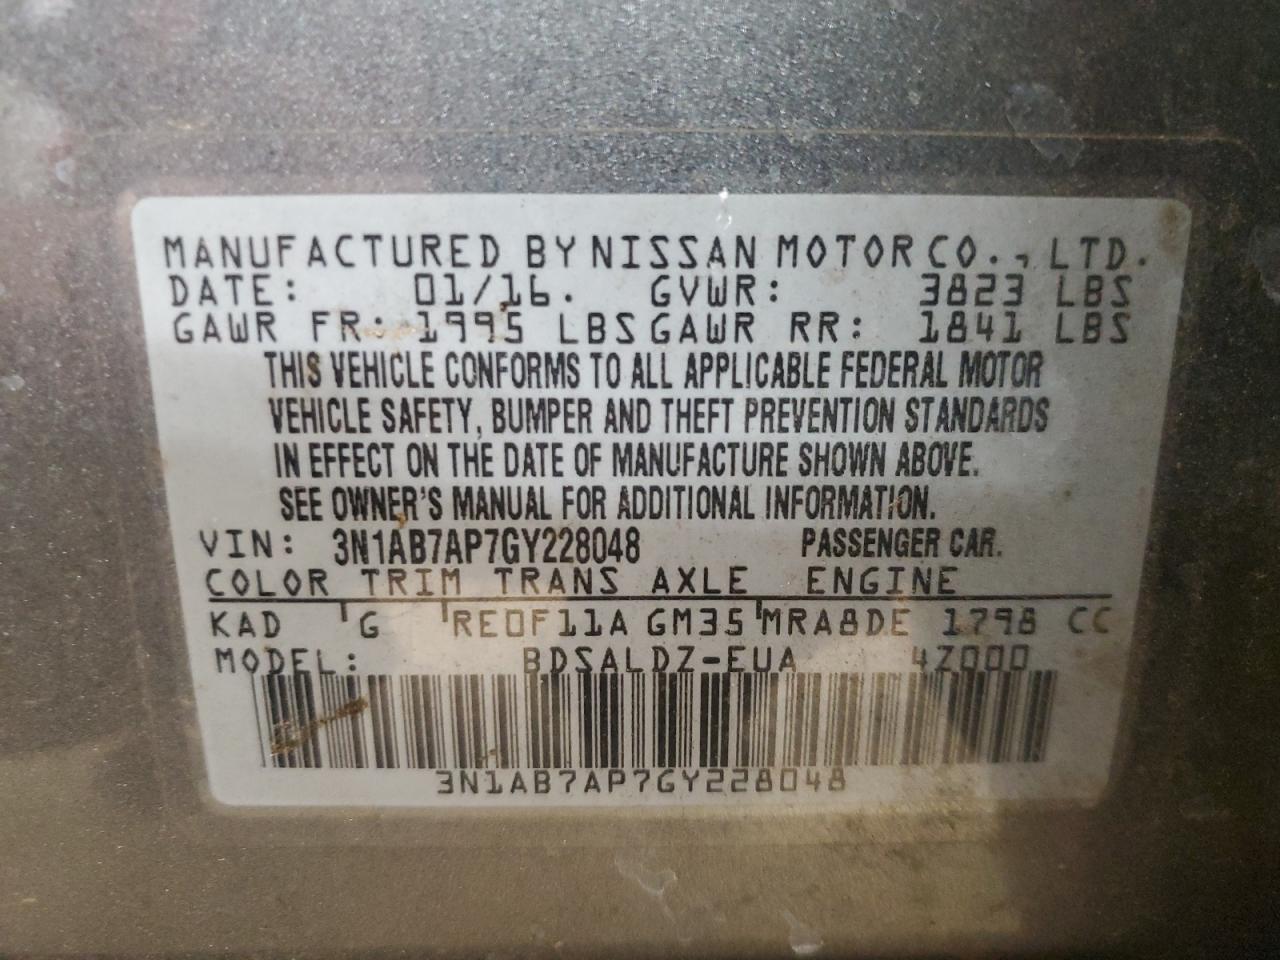 MANUFACTURED BY NISSAN MOTOR CO., LTD.
DATE: 01/16. GVWR: 3823 LBS
GAWR FR: 1995 LBS GAWR RR: 1841 LBS
THIS VEHICLE CONFORMS TO ALL APPLICABLE FEDERAL MOTOR
VEHICLE SAFETY, BUMPER AND THEFT PREVENTION STANDARDS
IN EFFECT ON THE DATE OF MANUFACTURE SHOWN ABOVE.
SEE OWNER'S MANUAL FOR ADDITIONAL INFORMATION.
VIN: 3N1AB7AP7GY228048 PASSENGER CAR.
COLOR TRIM TRANS AXLE ENGINE
KAD G RE0F11A GM35 MRA8DE 1798 CC
MODEL: BDSALDZ-EUA 4Z000
3N1AB7AP7GY228048